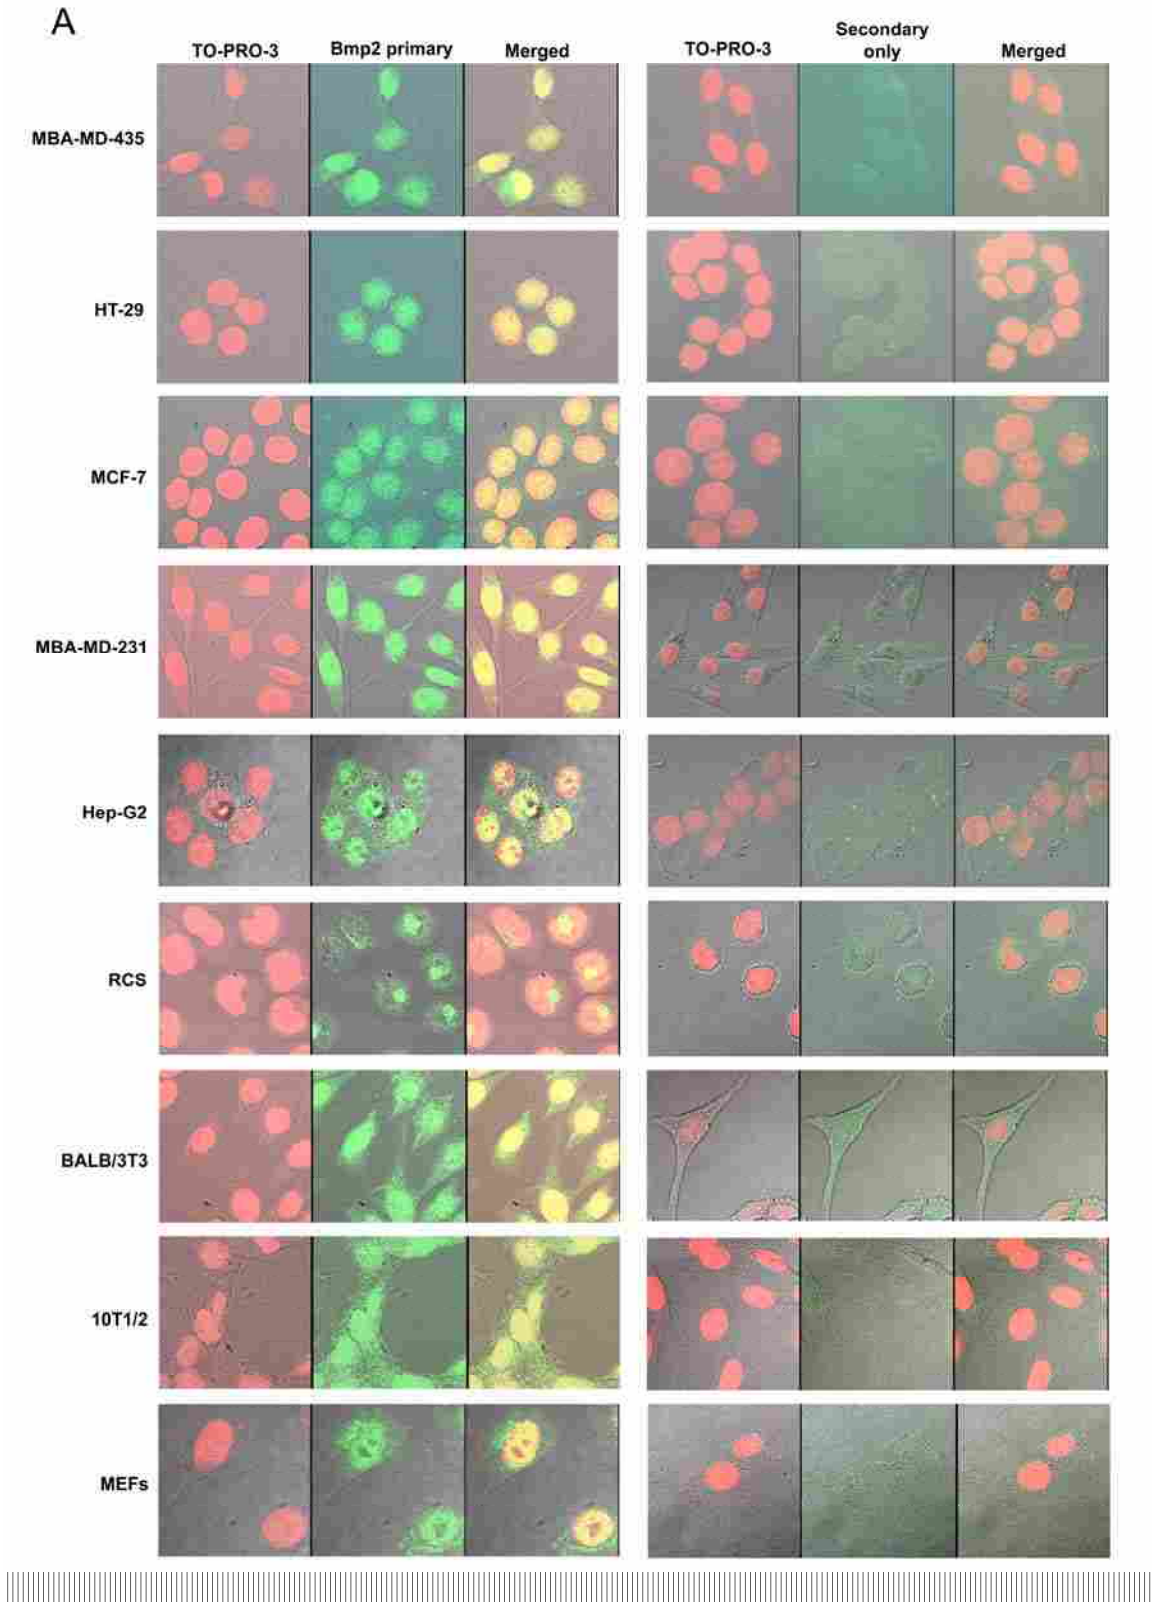 A
TO-PRO-3 Bmp2 primary Merged TO-PRO-3 Secondary only Merged
MBA-MD-435
HT-29
MCF-7
MBA-MD-231
Hep-G2
RCS
BALB/3T3
10T1/2
MEFs